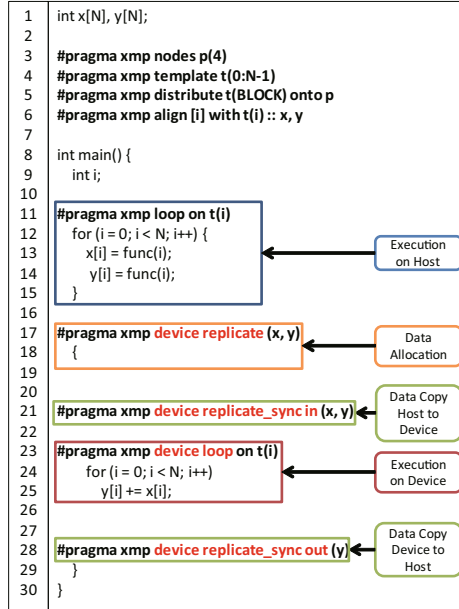 1 int x[N], y[N];
2
3 #pragma xmp nodes p(4)
4 #pragma xmp template t(0:N-1)
5 #pragma xmp distribute t(BLOCK) onto p
6 #pragma xmp align [i] with t(i) :: x, y
7
8 int main() {
9 int i;
10
11 #pragma xmp loop on t(i)
12 for (i = 0; i < N; i++) {
13 x[i] = func(i);
14 y[i] = func(i);
15 }
16
17 #pragma xmp device replicate (x, y)
18 {
19
20
21 #pragma xmp device replicate_sync in (x, y)
22
23 #pragma xmp device loop on t(i)
24 for (i = 0; i < N; i++)
25 y[i] += x[i];
26
27
28 #pragma xmp device replicate_sync out (y)
29 }
30 }
Execution
on Host
Data
Allocation
Data Copy
Host to
Device
Execution
on Device
Data Copy
Device to
Host